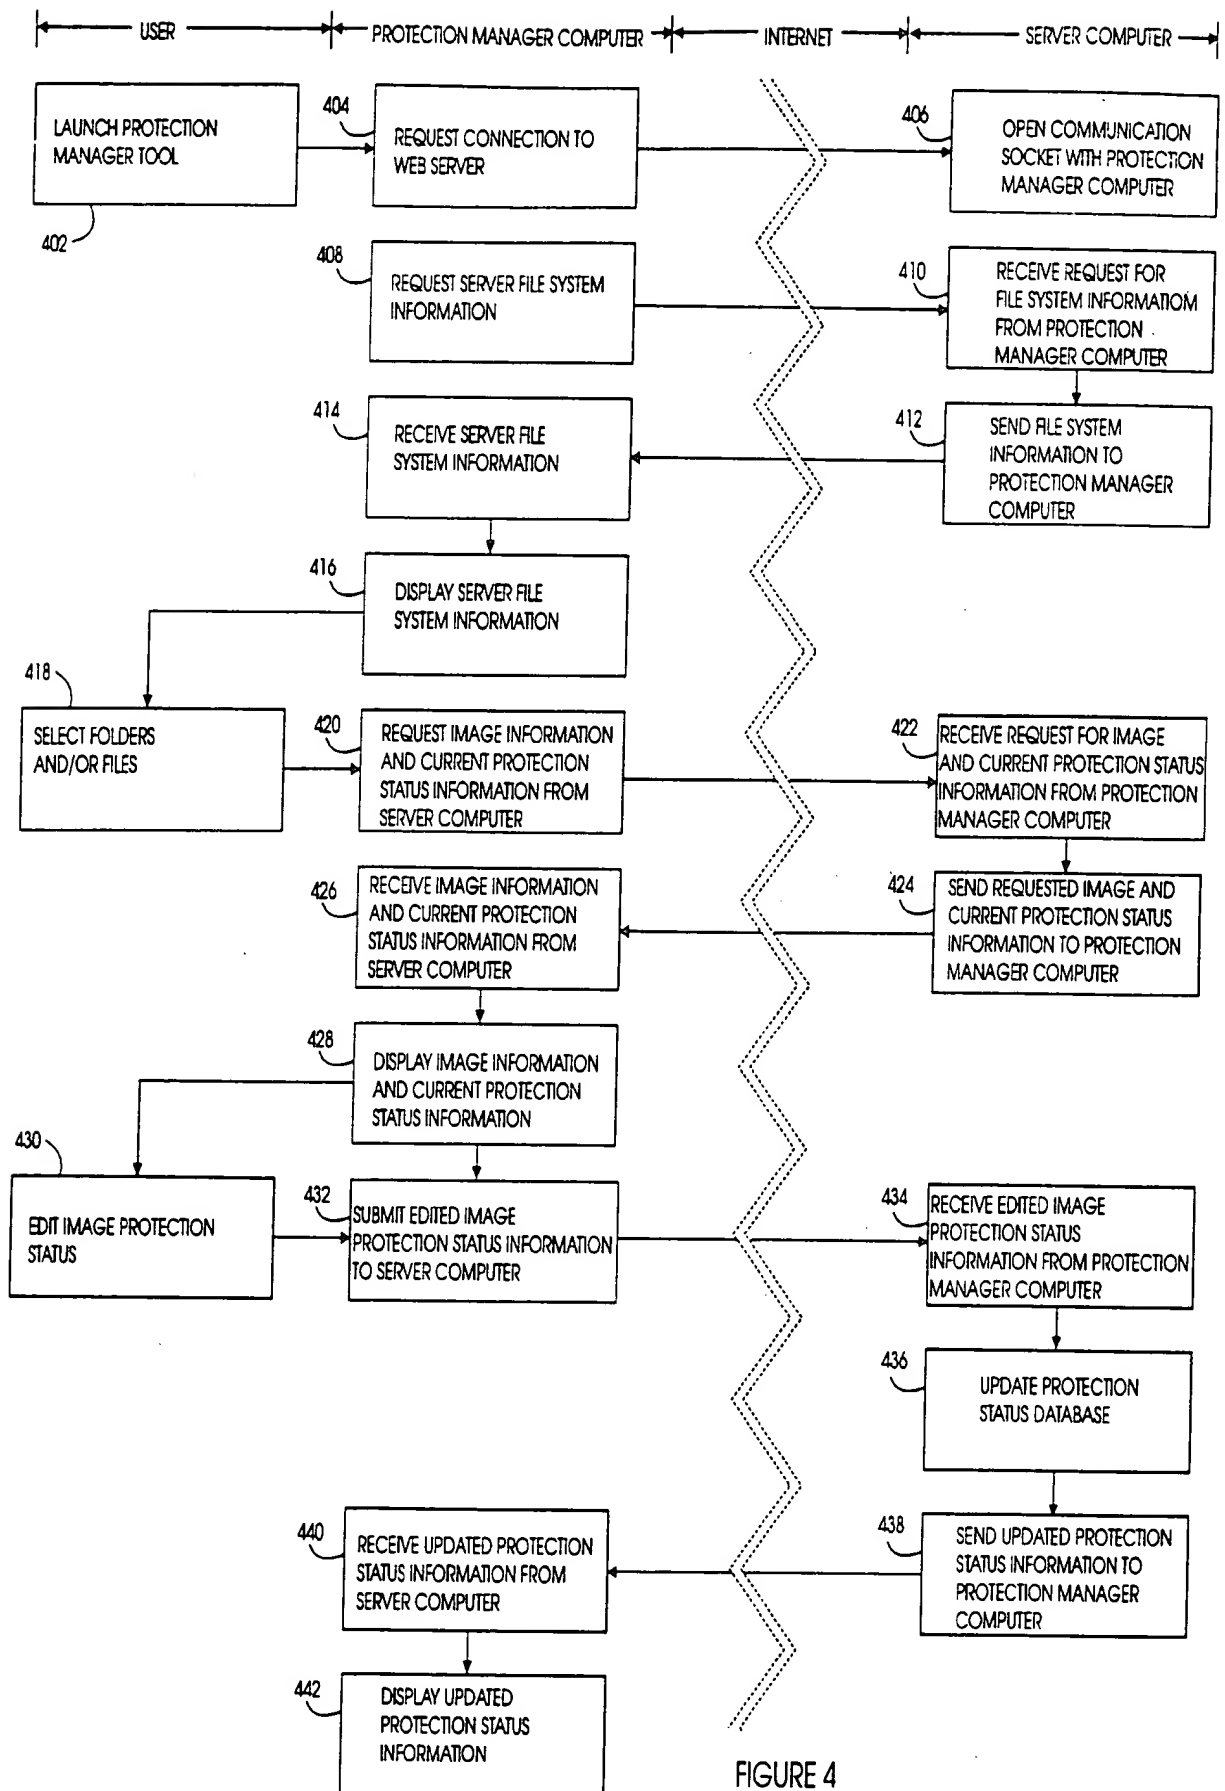 USER
PROTECTION MANAGER COMPUTER
INTERNET
SERVER COMPUTER
LAUNCH PROTECTION
MANAGER TOOL
402
404
REQUEST CONNECTION TO
WEB SERVER
406
OPEN COMMUNICATION
SOCKET WITH PROTECTION
MANAGER COMPUTER
408
REQUEST SERVER FILE SYSTEM
INFORMATION
410
RECEIVE REQUEST FOR
FILE SYSTEM INFORMATIOM
FROM PROTECTION
MANAGER COMPUTER
414
RECEIVE SERVER FILE
SYSTEM INFORMATION
412
SEND FILE SYSTEM
INFORMATION TO
PROTECTION MANAGER
COMPUTER
416
DISPLAY SERVER FILE
SYSTEM INFORMATION
418
SELECT FOLDERS
AND/OR FILES
420
REQUEST IMAGE INFORMATION
AND CURRENT PROTECTION
STATUS INFORMATION FROM
SERVER COMPUTER
422
RECEIVE REQUEST FOR IMAGE
AND CURRENT PROTECTION STATUS
INFORMATION FROM PROTECTION
MANAGER COMPUTER
426
RECEIVE IMAGE INFORMATION
AND CURRENT PROTECTION
STATUS INFORMATION FROM
SERVER COMPUTER
424
SEND REQUESTED IMAGE AND
CURRENT PROTECTION STATUS
INFORMATION TO PROTECTION
MANAGER COMPUTER
428
DISPLAY IMAGE INFORMATION
AND CURRENT PROTECTION
STATUS INFORMATION
430
EDIT IMAGE PROTECTION
STATUS
432
SUBMIT EDITED IMAGE
PROTECTION STATUS INFORMATION
TO SERVER COMPUTER
434
RECEIVE EDITED IMAGE
PROTECTION STATUS
INFORMATION FROM PROTECTION
MANAGER COMPUTER
436
UPDATE PROTECTION
STATUS DATABASE
440
RECEIVE UPDATED PROTECTION
STATUS INFORMATION FROM
SERVER COMPUTER
438
SEND UPDATED PROTECTION
STATUS INFORMATION TO
PROTECTION MANAGER
COMPUTER
442
DISPLAY UPDATED
PROTECTION STATUS
INFORMATION
FIGURE 4